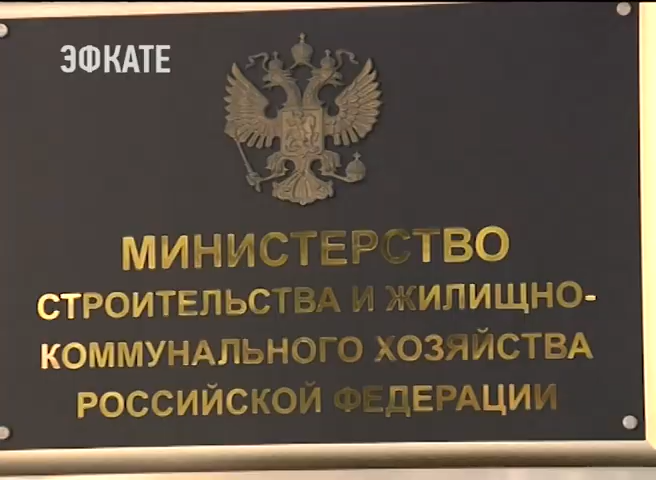 ЭФКАТЕ
МИНИСТЕРСТВО
СТРОИТЕЛЬСТВА И ЖИЛИЩНО-
КОММУНАЛЬНОГО ХОЗЯЙСТВА
РОССИЙСКОЙ ФЕДЕРАЦИИ